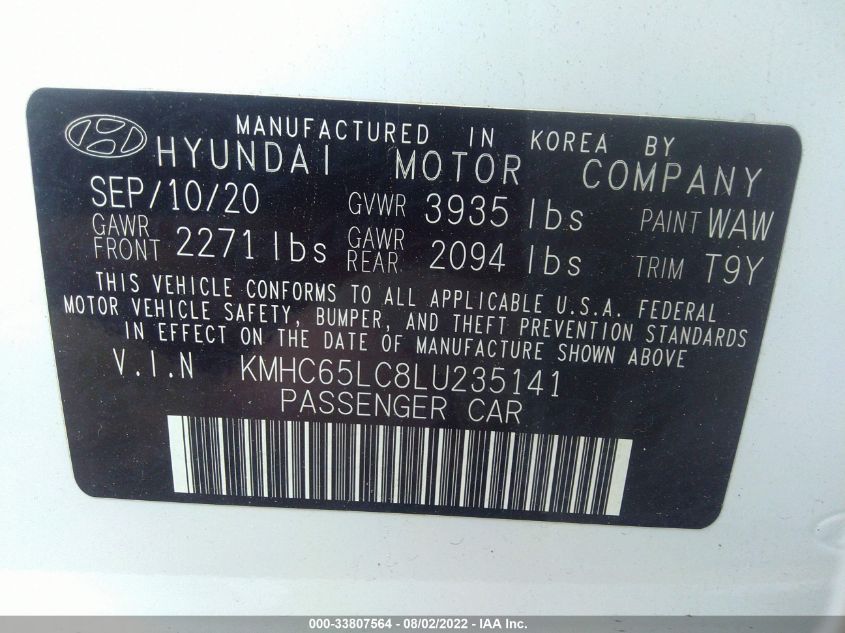 MANUFACTURED IN KOREA BY
HYUNDAI MOTOR COMPANY
SEP/10/20 GVWR 3935 lbs PAINT WAW
GAWR FRONT 2271 lbs GAWR REAR 2094 lbs TRIM T9Y
THIS VEHICLE CONFORMS TO ALL APPLICABLE U.S.A. FEDERAL
MOTOR VEHICLE SAFETY, BUMPER, AND THEFT PREVENTION STANDARDS
IN EFFECT ON THE DATE OF MANUFACTURE SHOWN ABOVE
V.I.N KMHC65LC8LU235141
PASSENGER CAR
000-33807564 - 08/02/2022 - IAA Inc.